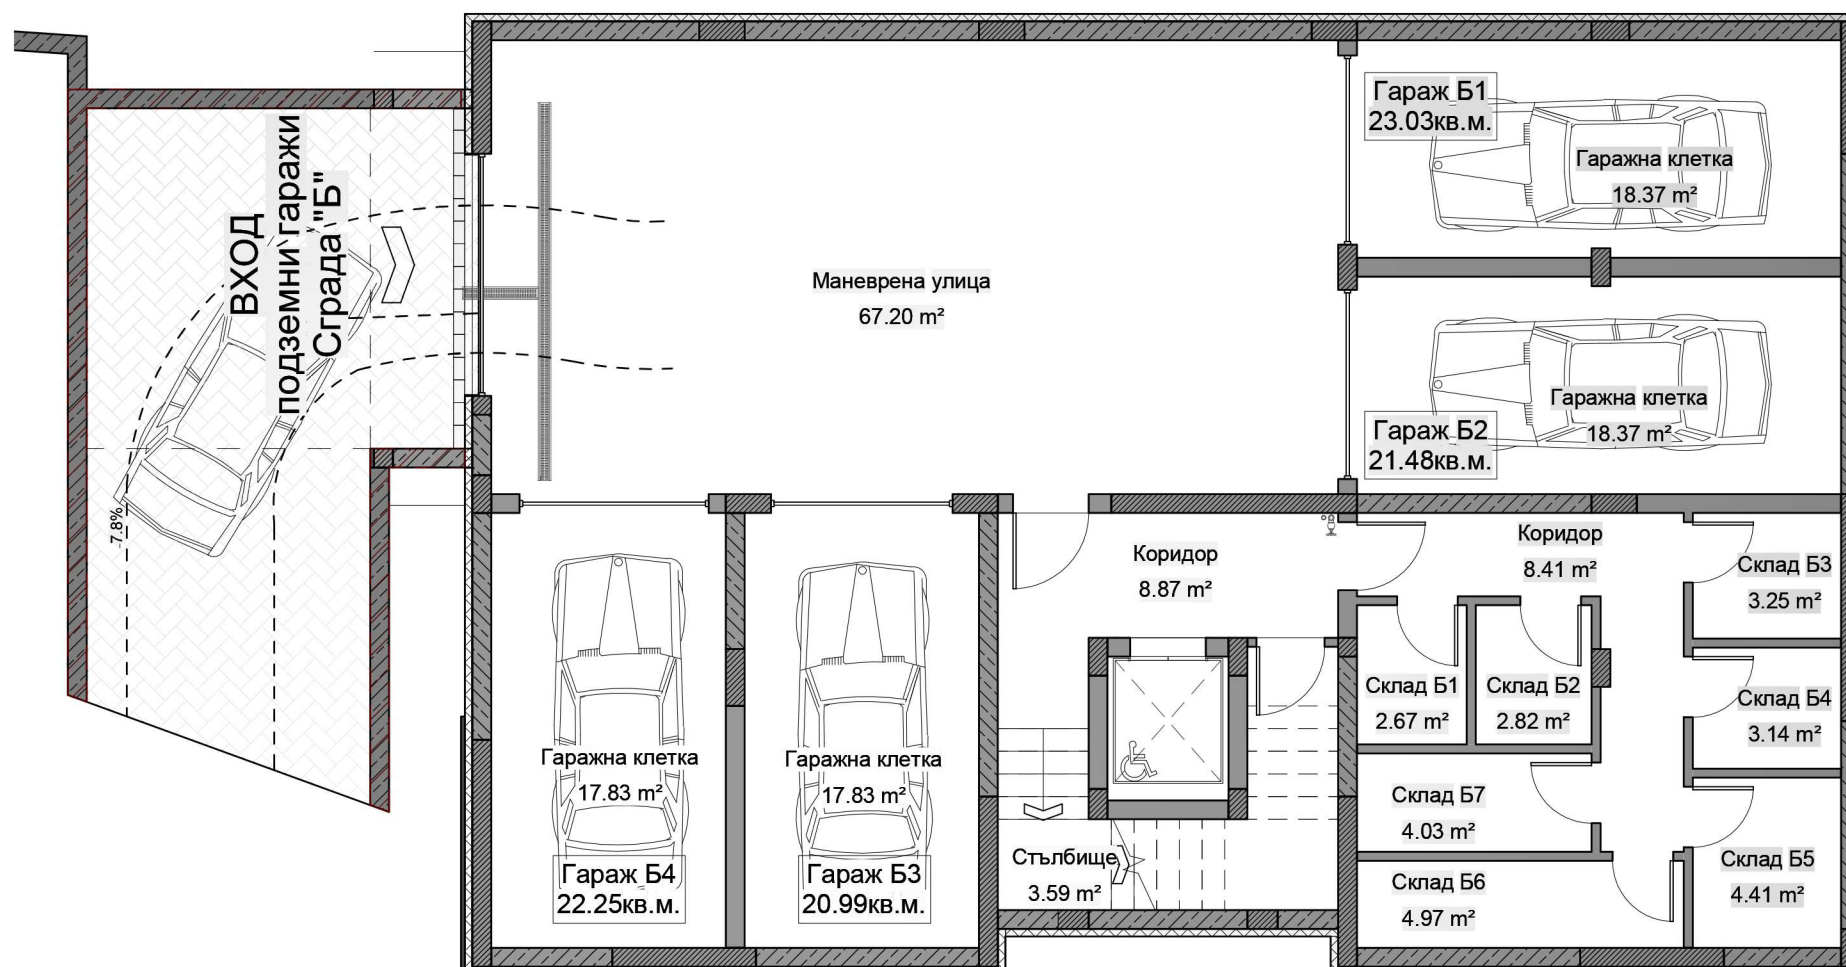 ВХОД
подземни гаражи
Сграда "Б"
-7.8%
Маневрена улица
67.20 m²
Гараж Б1
23.03кв.м.
Гаражна клетка
18.37 m²
Гаражна клетка
18.37 m²
Гараж Б2
21.48кв.м.
Гаражна клетка
17.83 m²
Гараж Б4
22.25кв.м.
Гаражна клетка
17.83 m²
Гараж Б3
20.99кв.м.
Коридор
8.87 m²
Стълбище
3.59 m²
Коридор
8.41 m²
Склад Б3
3.25 m²
Склад Б1
2.67 m²
Склад Б2
2.82 m²
Склад Б4
3.14 m²
Склад Б7
4.03 m²
Склад Б5
4.41 m²
Склад Б6
4.97 m²